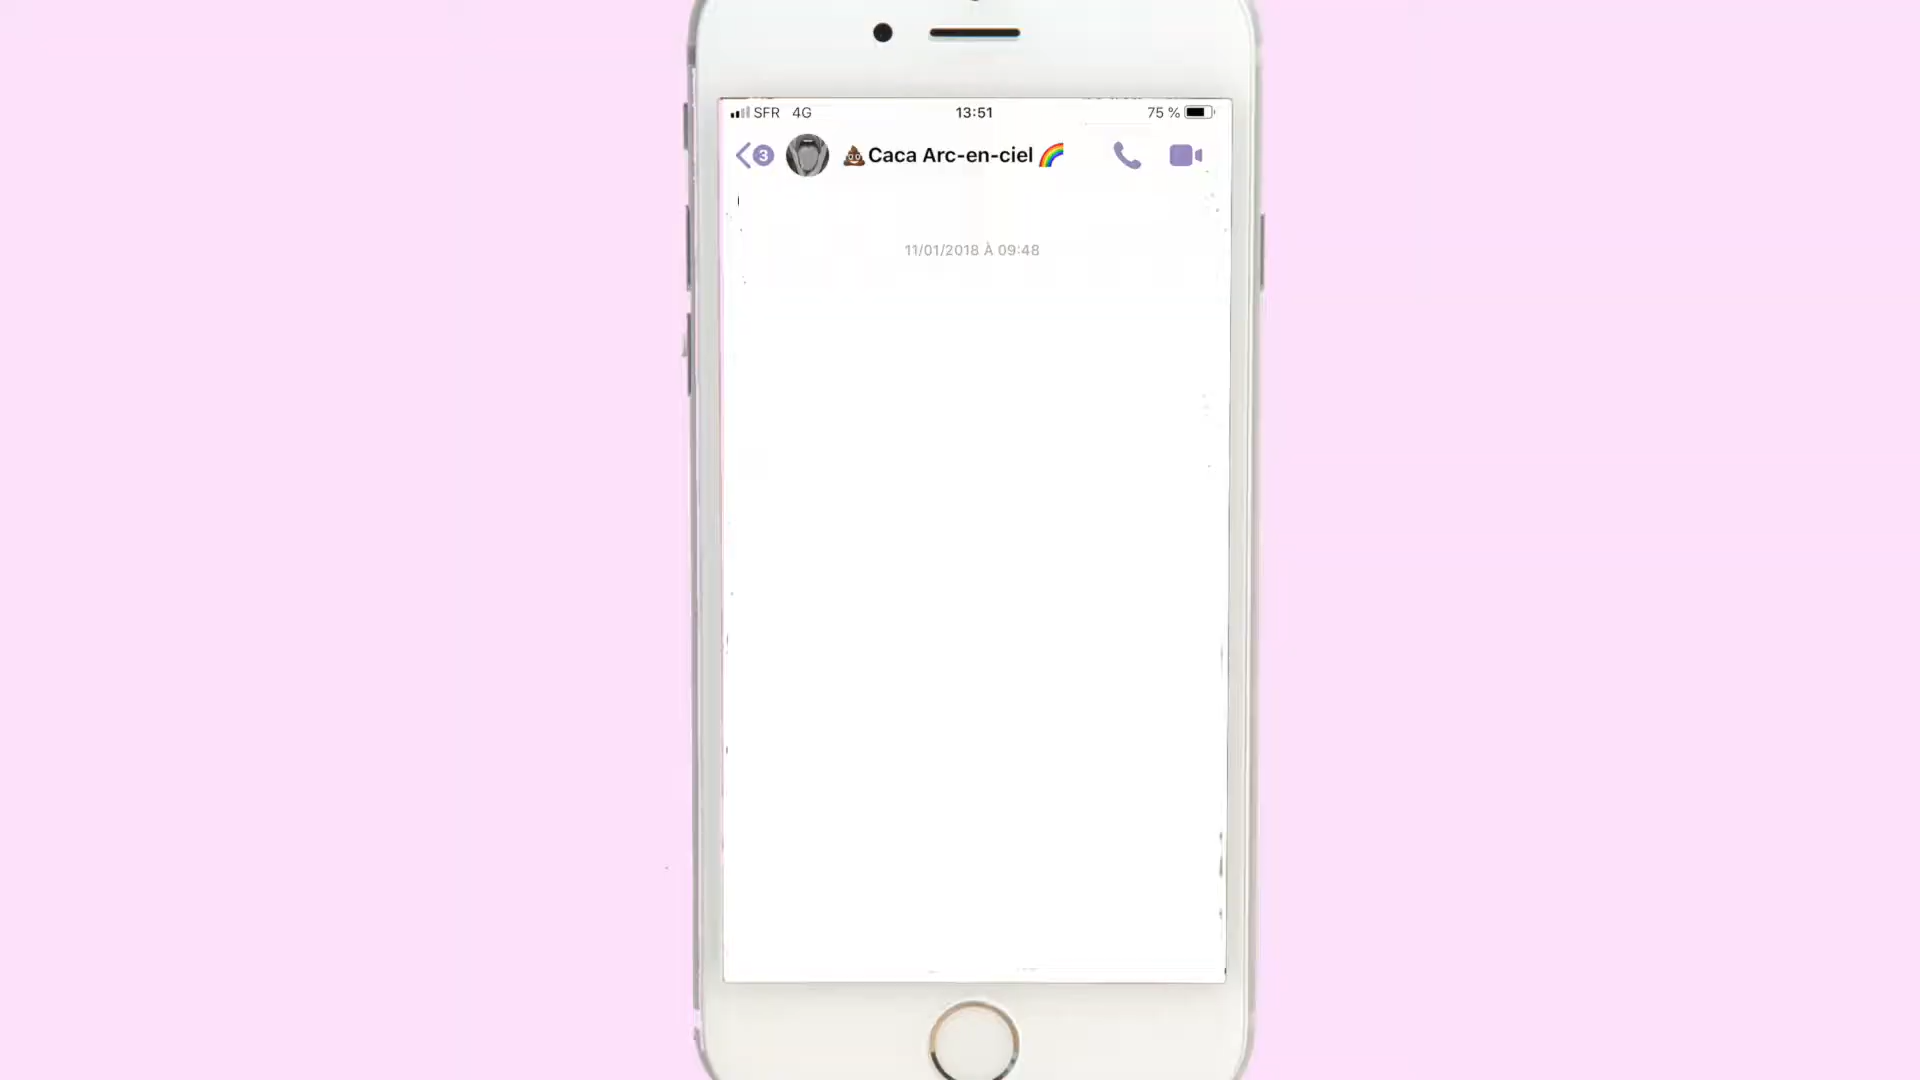 SFR 4G 13:51 75 %
3 💩Caca Arc-en-ciel 🌈
11/01/2018 À 09:48